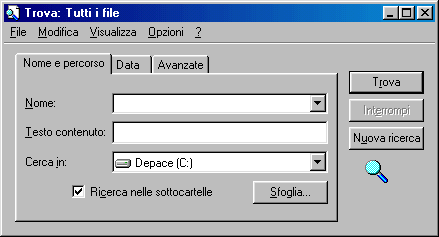 Trova: Tutti i file
File Modifica Visualizza Opzioni ?
Nome e percorso Data Avanzate
Nome:
Testo contenuto:
Cerca in: Depace (C:)
Ricerca nelle sottocartelle Sfoglia...
Trova
Interrompi
Nuova ricerca